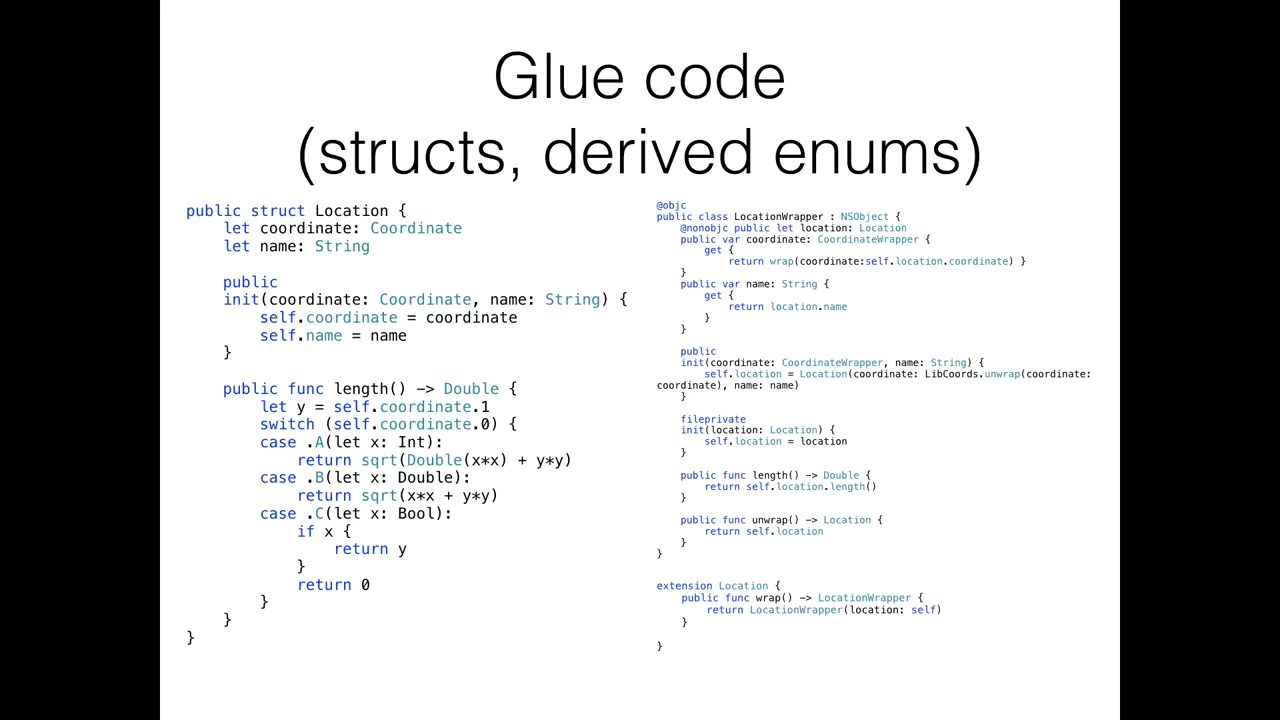 Glue code
(structs, derived enums)
public struct Location {
    let coordinate: Coordinate
    let name: String
    public
    init(coordinate: Coordinate, name: String) {
        self.coordinate = coordinate
        self.name = name
    }
    public func length() -> Double {
        let y = self.coordinate.1
        switch (self.coordinate.0) {
        case .A(let x: Int):
            return sqrt(Double(x*x) + y*y)
        case .B(let x: Double):
            return sqrt(x*x + y*y)
        case .C(let x: Bool):
            if x {
                return y
            }
            return 0
        }
    }
}
@objc
public class LocationWrapper : NSObject {
    @nonobjc public let location: Location
    public var coordinate: CoordinateWrapper {
        get {
            return wrap(coordinate:self.location.coordinate) }
    }
    public var name: String {
        get {
            return location.name
        }
    }
    public
    init(coordinate: CoordinateWrapper, name: String) {
        self.location = Location(coordinate: LibCoords.unwrap(coordinate:
coordinate), name: name)
    }
    fileprivate
    init(location: Location) {
        self.location = location
    }
    public func length() -> Double {
        return self.location.length()
    }
    public func unwrap() -> Location {
        return self.location
    }
}
extension Location {
    public func wrap() -> LocationWrapper {
        return LocationWrapper(location: self)
    }
}